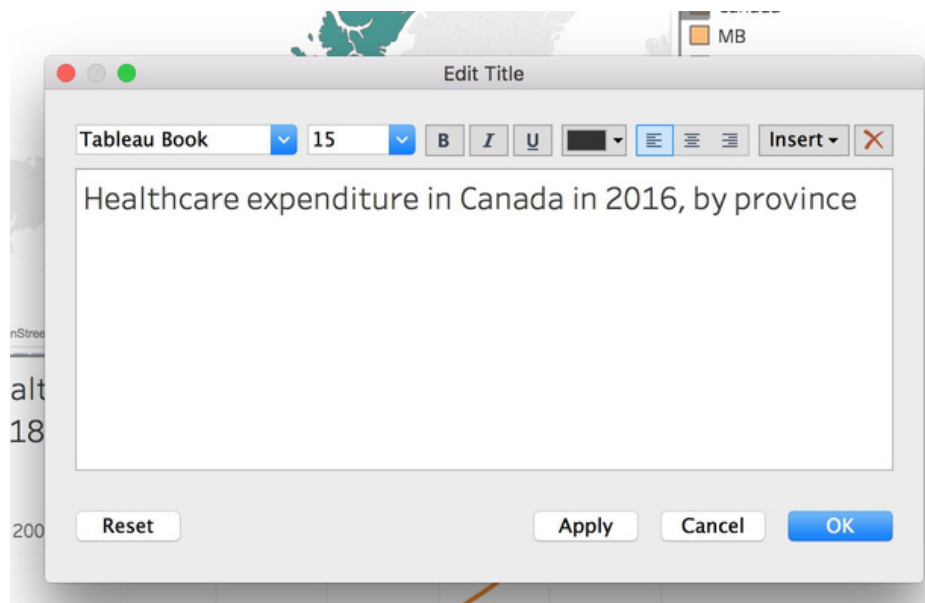 MB
Edit Title
Tableau Book 15 B I U Insert
Healthcare expenditure in Canada in 2016, by province
nStree
alt
18
200
Reset Apply Cancel OK